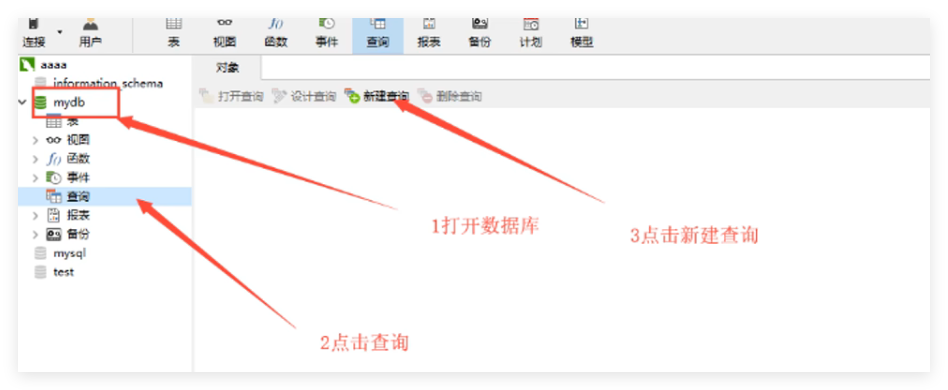 连接 用户 表 视图 函数 事件 查询 报表 备份 计划 模型
aaaa
对象
information_schema
打开查询 设计查询 新建查询 删除查询
mydb
表
视图
函数
事件
查询
1打开数据库
报表
3点击新建查询
备份
mysql
test
2点击查询